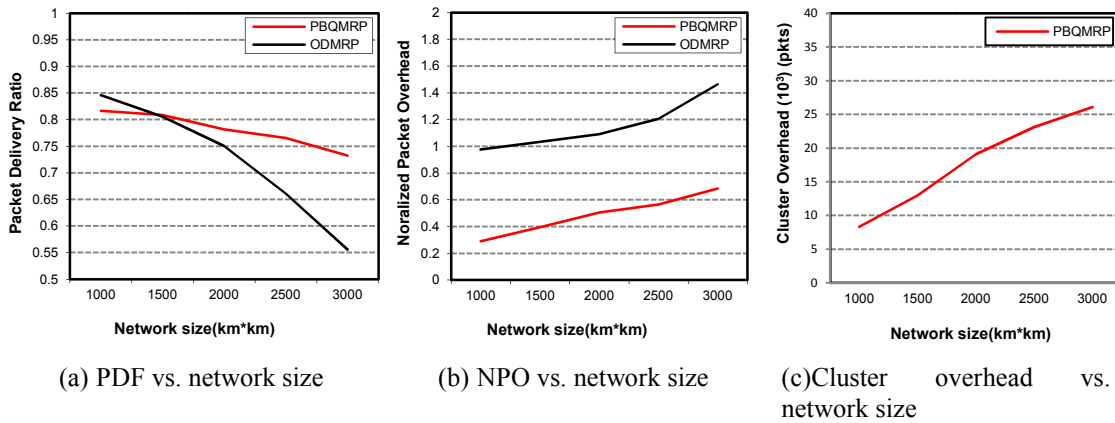 1
0.95
0.9
0.85
0.8
0.75
0.7
0.65
0.6
0.55
0.5
Packet Delivery Ratio
PBQMRP
ODMRP
1000 1500 2000 2500 3000
Network size(km*km)
(a) PDF vs. network size
2
1.8
1.6
1.4
1.2
1
0.8
0.6
0.4
0.2
0
Noralized Packet Overhead
PBQMRP
ODMRP
1000 1500 2000 2500 3000
Network size(km*km)
(b) NPO vs. network size
40
35
30
25
20
15
10
5
0
Cluster Overhead (10³) (pkts)
PBQMRP
1000 1500 2000 2500 3000
Network size(km*km)
(c)Cluster overhead vs.
network size